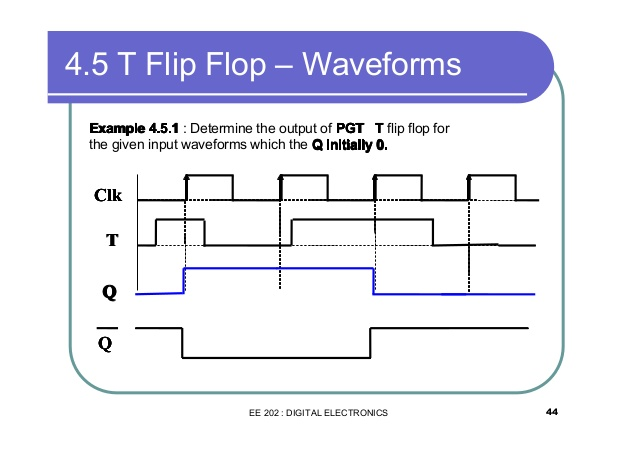 4.5 T Flip Flop – Waveforms
Example 4.5.1 : Determine the output of PGT T flip flop for
the given input waveforms which the Q initially 0.
Clk
T
Q
Q̅
EE 202 : DIGITAL ELECTRONICS
44